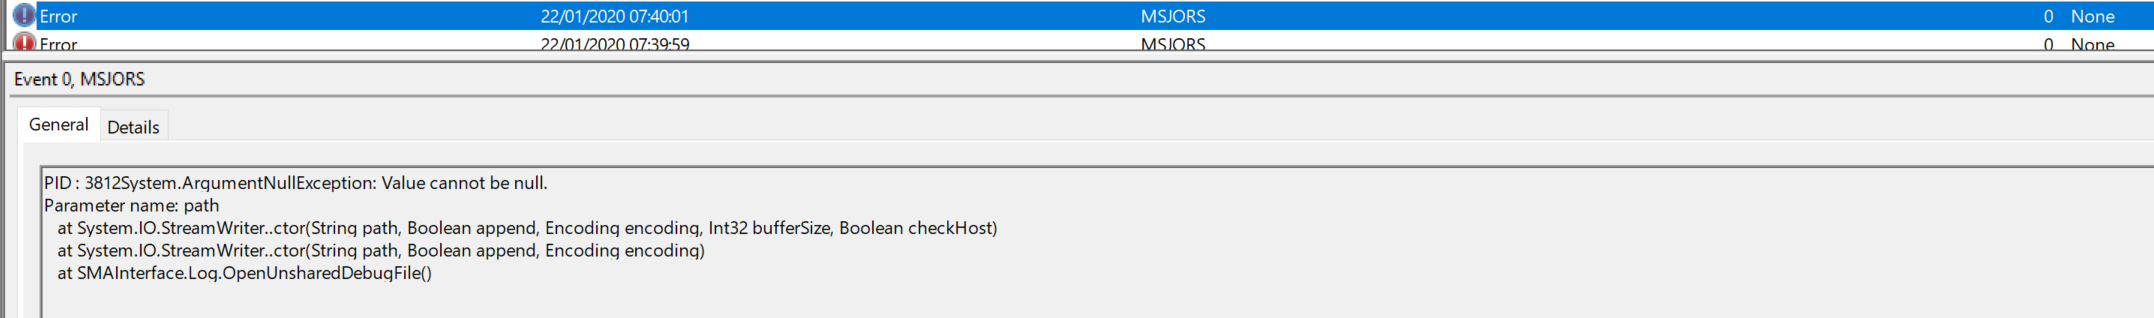 Error 22/01/2020 07:40:01 MSJORS 0 None
Error 22/01/2020 07:39:59 MSJORS 0 None
Event 0, MSJORS
General Details
PID : 3812System.ArgumentNullException: Value cannot be null.
Parameter name: path
at System.IO.StreamWriter..ctor(String path, Boolean append, Encoding encoding, Int32 bufferSize, Boolean checkHost)
at System.IO.StreamWriter..ctor(String path, Boolean append, Encoding encoding)
at SMAInterface.Log.OpenUnsharedDebugFile()